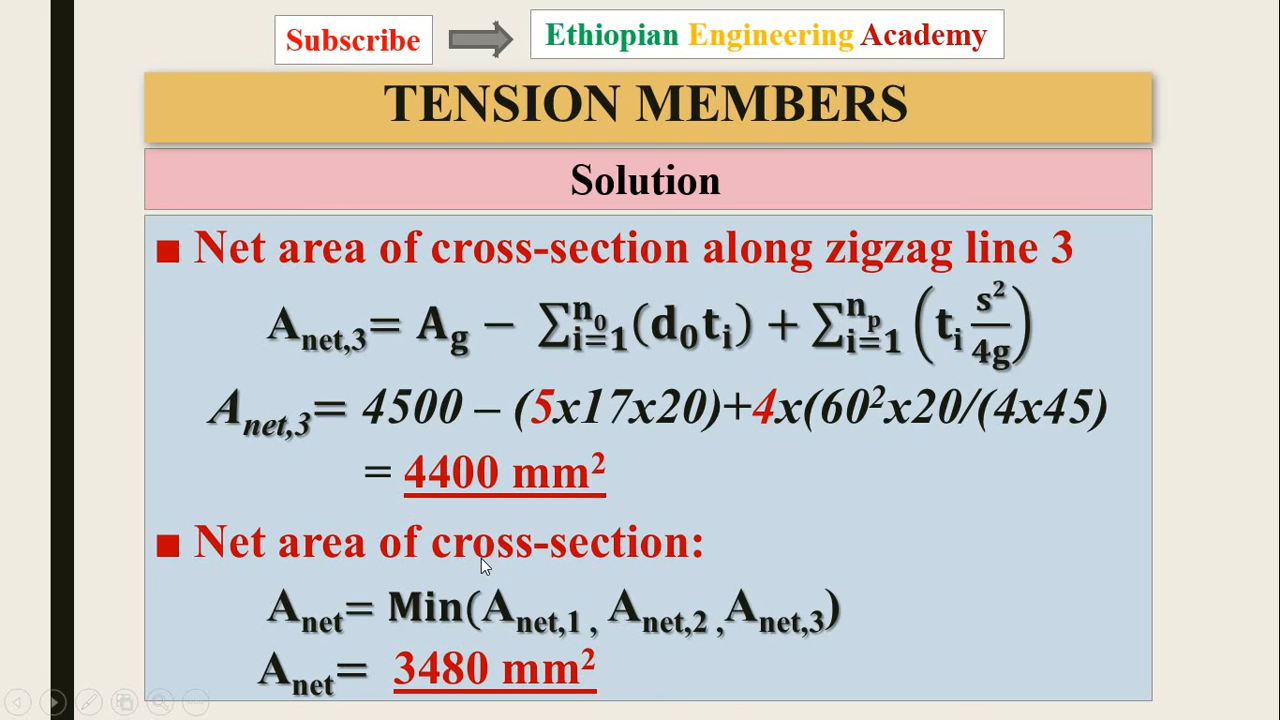 Subscribe
Ethiopian Engineering Academy
TENSION MEMBERS
Solution
■ Net area of cross-section along zigzag line 3
A_net,3 = A_g − ∑_{i=1}^{n_0}(d_0 t_i) + ∑_{i=1}^{n_p}(t_i s²/4g)
A_net,3 = 4500 – (5x17x20)+4x(60²x20/(4x45)
= 4400 mm²
■ Net area of cross-section:
A_net = Min(A_net,1 , A_net,2 ,A_net,3)
A_net = 3480 mm²